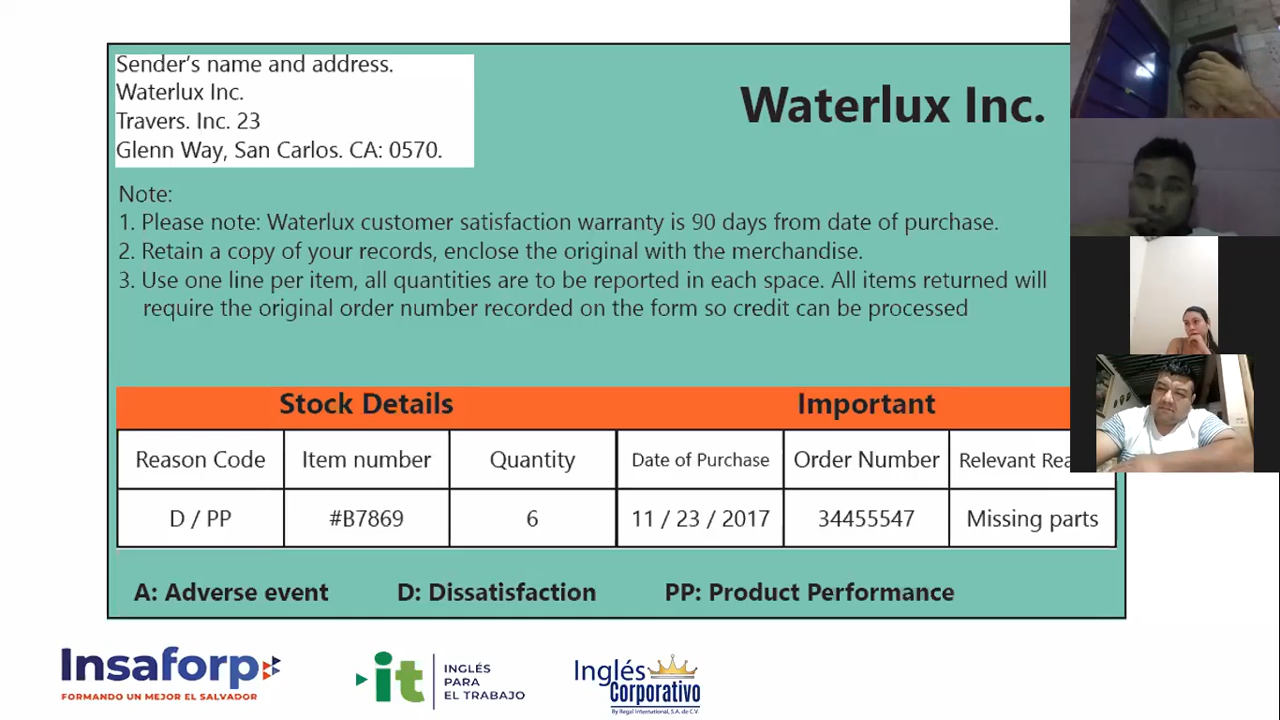 Sender’s name and address.
Waterlux Inc.
Travers. Inc. 23
Glenn Way, San Carlos. CA: 0570.
Waterlux Inc.
Note:
1. Please note: Waterlux customer satisfaction warranty is 90 days from date of purchase.
2. Retain a copy of your records, enclose the original with the merchandise.
3. Use one line per item, all quantities are to be reported in each space. All items returned will
require the original order number recorded on the form so credit can be processed
Stock Details
Important
Reason Code
Item number
Quantity
Date of Purchase
Order Number
Relevant
D / PP
#B7869
6
11 / 23 / 2017
34455547
Missing parts
A: Adverse event
D: Dissatisfaction
PP: Product Performance
Insaforp
FORMANDO UN MEJOR EL SALVADOR
it
INGLÉS
PARA
EL TRABAJO
Inglés
Corporativo
By Regal International, S.A. de C.V.